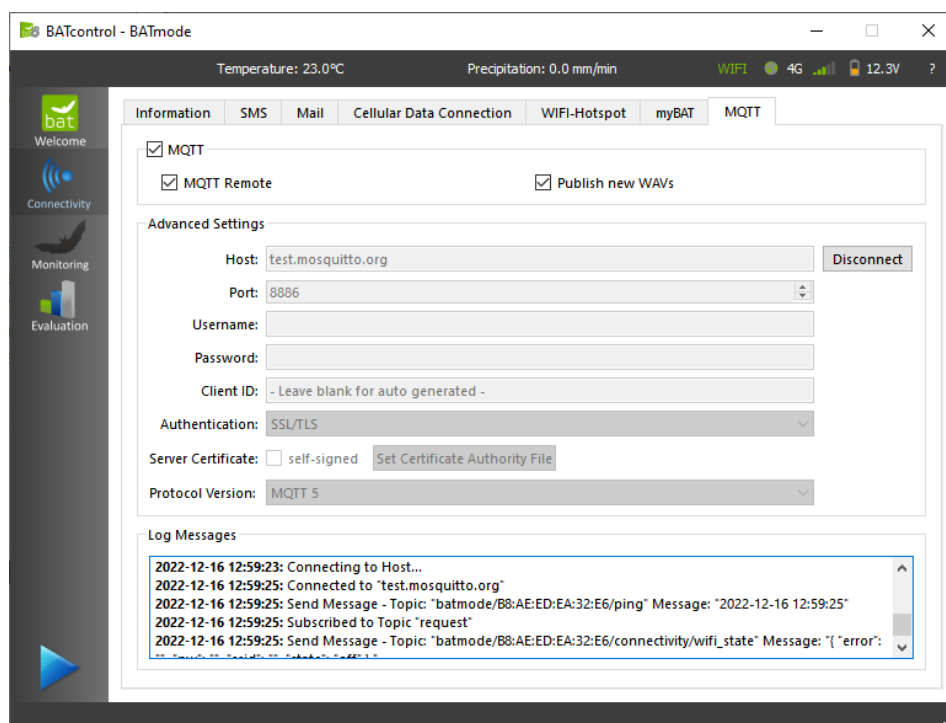 BATcontrol - BATmode
Temperature: 23.0°C Precipitation: 0.0 mm/min WIFI 4G 12.3V ?
bat
Welcome
Connectivity
Monitoring
Evaluation
Information SMS Mail Cellular Data Connection WIFI-Hotspot myBAT MQTT
MQTT
MQTT Remote Publish new WAVs
Advanced Settings
Host: test.mosquitto.org Disconnect
Port: 8886
Username:
Password:
Client ID: - Leave blank for auto generated -
Authentication: SSL/TLS
Server Certificate: self-signed Set Certificate Authority File
Protocol Version: MQTT 5
Log Messages
2022-12-16 12:59:23: Connecting to Host...
2022-12-16 12:59:25: Connected to "test.mosquitto.org"
2022-12-16 12:59:25: Send Message - Topic: "batmode/B8:AE:ED:EA:32:E6/ping" Message: "2022-12-16 12:59:25"
2022-12-16 12:59:25: Subscribed to Topic "request"
2022-12-16 12:59:25: Send Message - Topic: "batmode/B8:AE:ED:EA:32:E6/connectivity/wifi_state" Message: "{ "error":